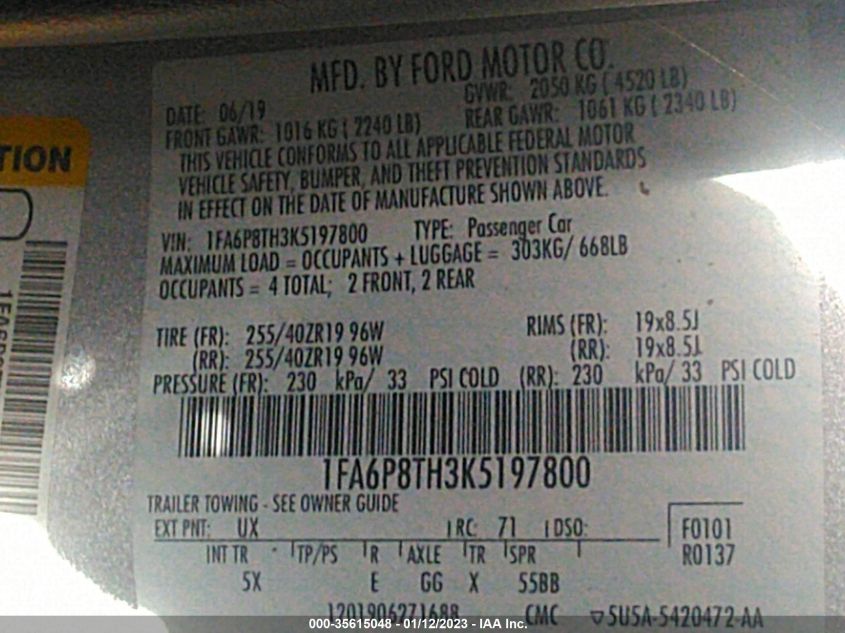 MFD. BY FORD MOTOR CO.
DATE: 06/19 GVWR: 2050 KG ( 4520 LB)
FRONT GAWR: 1016 KG ( 2240 LB) REAR GAWR: 1061 KG ( 2340 LB)
THIS VEHICLE CONFORMS TO ALL APPLICABLE FEDERAL MOTOR
VEHICLE SAFETY, BUMPER, AND THEFT PREVENTION STANDARDS
IN EFFECT ON THE DATE OF MANUFACTURE SHOWN ABOVE.
VIN: 1FA6P8TH3K5197800 TYPE: Passenger Car
MAXIMUM LOAD = OCCUPANTS + LUGGAGE = 303KG/ 668LB
OCCUPANTS = 4 TOTAL; 2 FRONT, 2 REAR
TIRE (FR): 255/40ZR19 96W RIMS (FR): 19x8.5J
(RR): 255/40ZR19 96W (RR): 19x8.5J
PRESSURE (FR): 230 kPa/ 33 PSI COLD (RR): 230 kPa/ 33 PSI COLD
1FA6P8TH3K5197800
TRAILER TOWING - SEE OWNER GUIDE
EXT PNT: UX RC: 71 DSO: F0101
INT TR TP/PS R AXLE TR SPR R0137
5X E GG X 55BB
1201906271688 CMC 5U5A-5420472-AA
TION
000-35615048 - 01/12/2023 - IAA Inc.